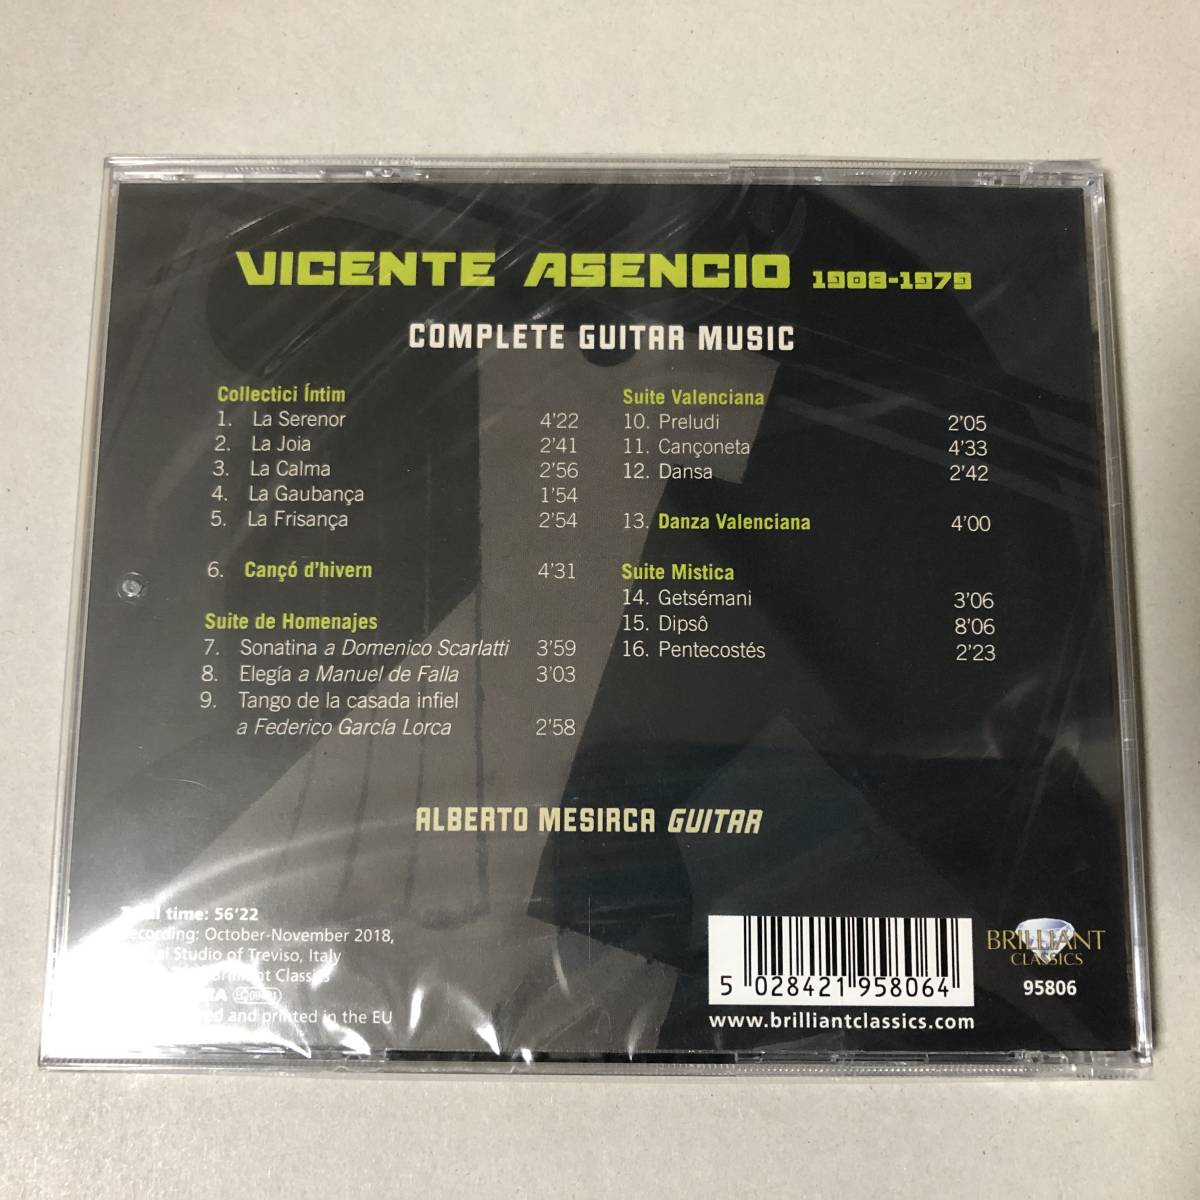 VICENTE ASENCIO 1908-1979
COMPLETE GUITAR MUSIC
Collectici Íntim
1. La Serenor 4'22
2. La Joia 2'41
3. La Calma 2'56
4. La Gaubança 1'54
5. La Frisança 2'54
6. Cançó d'hivern 4'31
Suite de Homenajes
7. Sonatina a Domenico Scarlatti 3'59
8. Elegía a Manuel de Falla 3'03
9. Tango de la casada infiel
a Federico García Lorca 2'58
Suite Valenciana
10. Preludi 2'05
11. Cançoneta 4'33
12. Dansa 2'42
13. Danza Valenciana 4'00
Suite Mistica
14. Getsémani 3'06
15. Dipsô 8'06
16. Pentecostés 2'23
ALBERTO MESIRCA GUITAR
Total time: 56'22
Recording: October-November 2018,
Studio of Treviso, Italy
Brilliant Classics
and printed in the EU
5 028421 958064
www.brilliantclassics.com
BRILLIANT
CLASSICS
95806